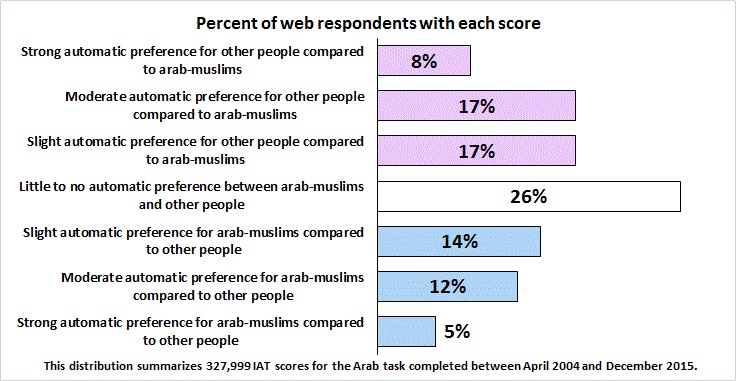 Percent of web respondents with each score
Strong automatic preference for other people compared
to arab-muslims
8%
Moderate automatic preference for other people
compared to arab-muslims
17%
Slight automatic preference for other people compared
to arab-muslims
17%
Little to no automatic preference between arab-muslims
and other people
26%
Slight automatic preference for arab-muslims compared
to other people
14%
Moderate automatic preference for arab-muslims
compared to other people
12%
Strong automatic preference for arab-muslims compared
to other people
5%
This distribution summarizes 327,999 IAT scores for the Arab task completed between April 2004 and December 2015.